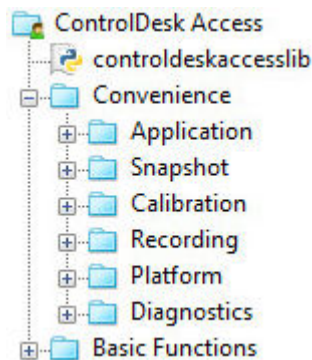 ControlDesk Access
controldeskaccesslib
Convenience
Application
Snapshot
Calibration
Recording
Platform
Diagnostics
Basic Functions